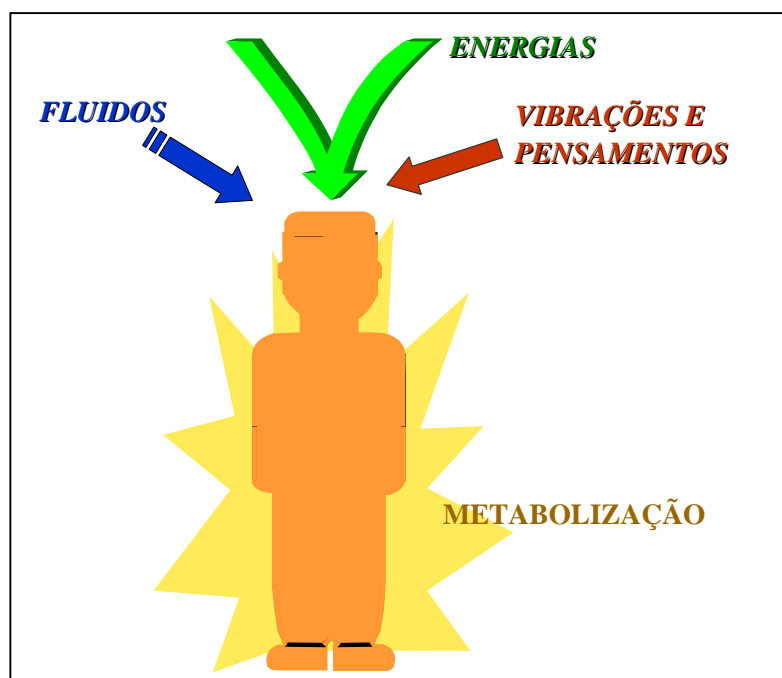 ENERGIAS
FLUIDOS
VIBRAÇÕES E
PENSAMENTOS
METABOLIZAÇÃO